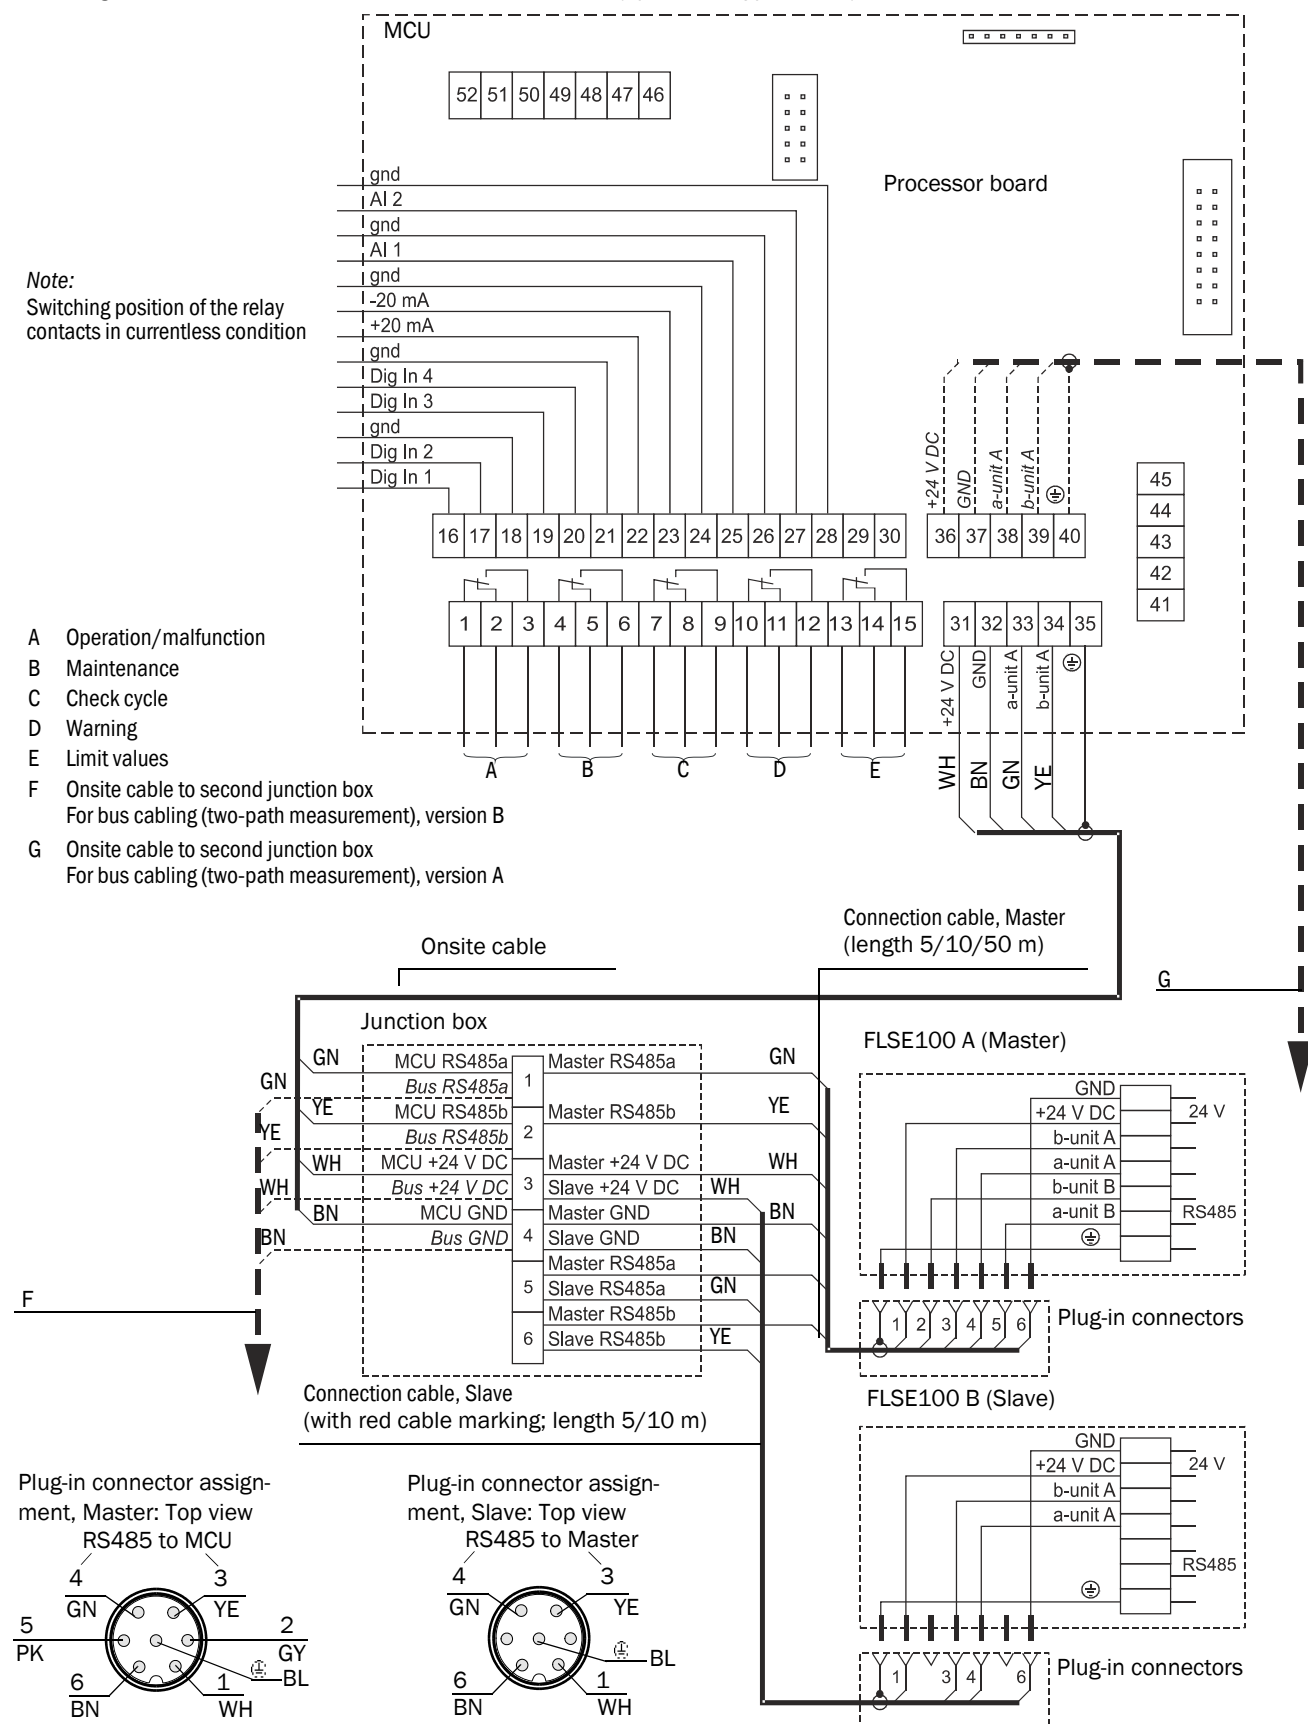 MCU
52 51 50 49 48 47 46
Processor board
gnd
AI 2
gnd
AI 1
gnd
-20 mA
+20 mA
gnd
Dig In 4
Dig In 3
gnd
Dig In 2
Dig In 1
Note:
Switching position of the relay
contacts in currentless condition
+24 V DC
GND
a-unit A
b-unit A
45
44
43
42
41
16 17 18 19 20 21 22 23 24 25 26 27 28 29 30
36 37 38 39 40
1 2 3 4 5 6 7 8 9 10 11 12 13 14 15
31 32 33 34 35
+24 V DC
GND
a-unit A
b-unit A
A B C D E
WH
BN
GN
YE
A Operation/malfunction
B Maintenance
C Check cycle
D Warning
E Limit values
F Onsite cable to second junction box
For bus cabling (two-path measurement), version B
G Onsite cable to second junction box
For bus cabling (two-path measurement), version A
Connection cable, Master
(length 5/10/50 m)
Onsite cable
G
Junction box
GN MCU RS485a 1 Master RS485a GN
GN Bus RS485a
YE MCU RS485b 2 Master RS485b YE
YE Bus RS485b
WH MCU +24 V DC 3 Master +24 V DC WH
WH Bus +24 V DC Slave +24 V DC WH
BN MCU GND 4 Master GND BN
BN Bus GND Slave GND BN
Master RS485a
5 Slave RS485a GN
Master RS485b
6 Slave RS485b YE
F
FLSE100 A (Master)
GND
+24 V DC 24 V
b-unit A
a-unit A
b-unit B
a-unit B RS485
1 2 3 4 5 6
Plug-in connectors
Connection cable, Slave
(with red cable marking; length 5/10 m)
FLSE100 B (Slave)
GND
+24 V DC 24 V
b-unit A
a-unit A
RS485
1 3 4 6
Plug-in connectors
Plug-in connector assign-
ment, Master: Top view
RS485 to MCU
4 3
GN YE
5 2
PK GY
BL
6 1
BN WH
Plug-in connector assign-
ment, Slave: Top view
RS485 to Master
4 3
GN YE
BL
6 1
BN WH